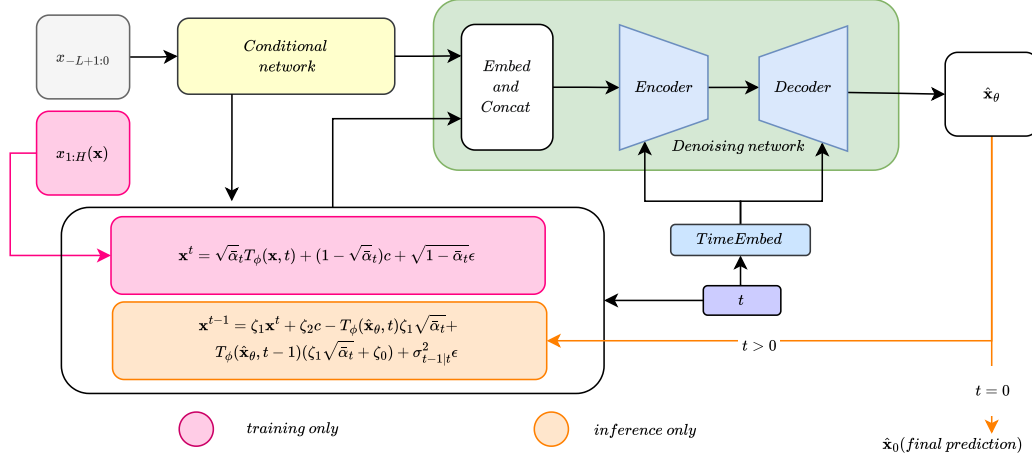 x_{-L+1:0}
Conditional
network
Embed
and
Concat
Encoder
Decoder
x̂_θ
x_{1:H}(x)
Denoising network
x^t = √ᾱ_t T_ϕ(x, t) + (1 − √ᾱ_t)c + √(1 − ᾱ_t)ϵ
TimeEmbed
t
x^{t−1} = ζ_1x^t + ζ_2c − T_ϕ(x̂_θ, t)ζ_1√ᾱ_t+
T_ϕ(x̂_θ, t − 1)(ζ_1√ᾱ_t + ζ_0) + σ²_{t−1|t}ϵ
t > 0
t = 0
training only
inference only
x̂_0(final prediction)